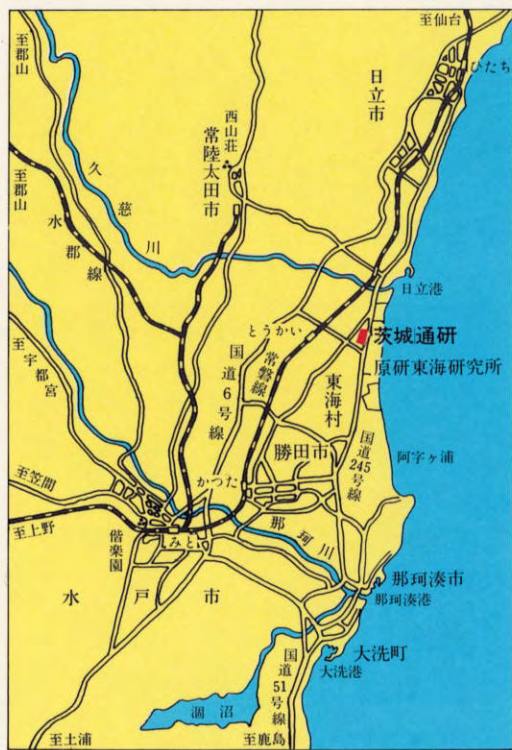 至仙台
至郡山
ひたち
日立市
西山荘
常陸太田市
至郡山
久慈川
水郡線
日立港
とうかい
茨城通研
原研東海研究所
国道6号線
常磐線
東海村
至宇都宮
勝田市
国道245号線
阿字ヶ浦
至笠間
かつた
至上野
偕楽園
みと
那珂川
水戸市
那珂湊市
那珂湊港
大洗町
大洗港
国道51号線
涸沼
至土浦
至鹿島